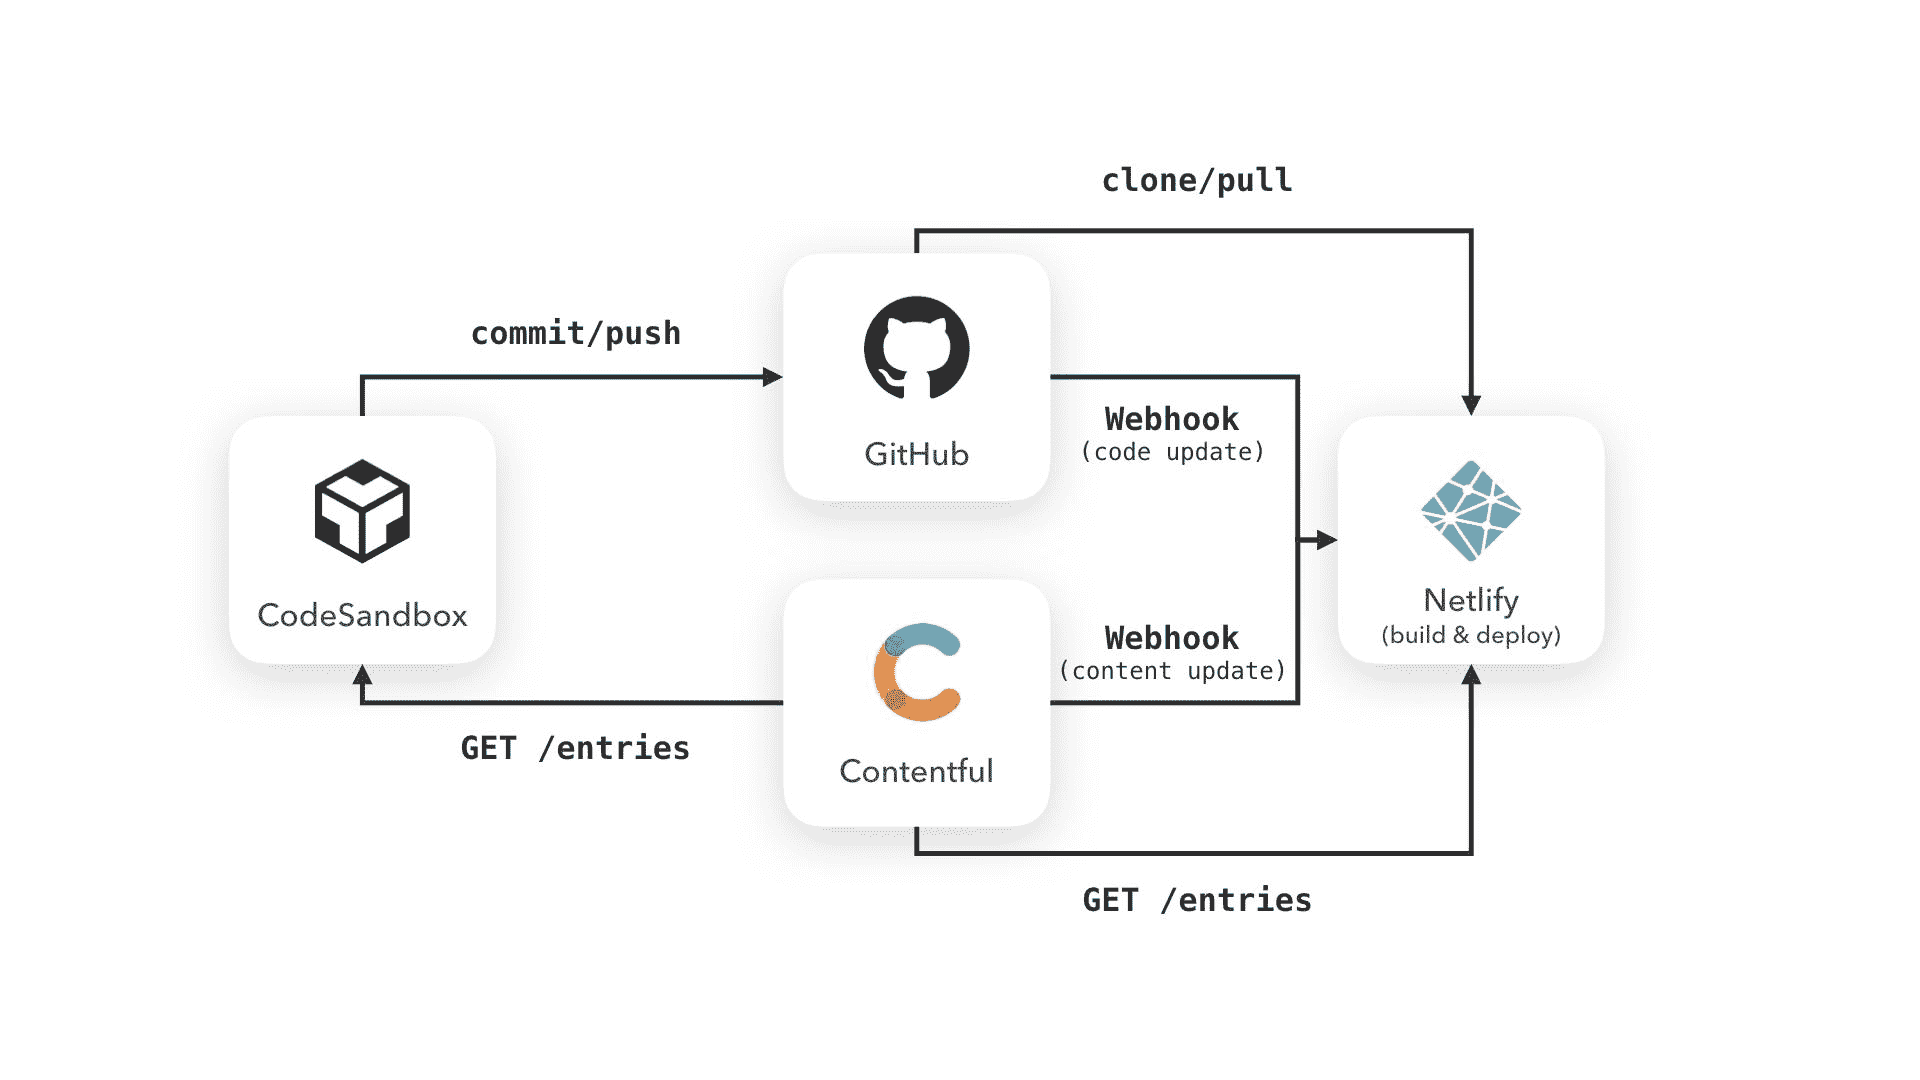 clone/pull
commit/push
GitHub
Webhook
(code update)
CodeSandbox
Netlify
(build & deploy)
Webhook
(content update)
GET /entries
Contentful
GET /entries